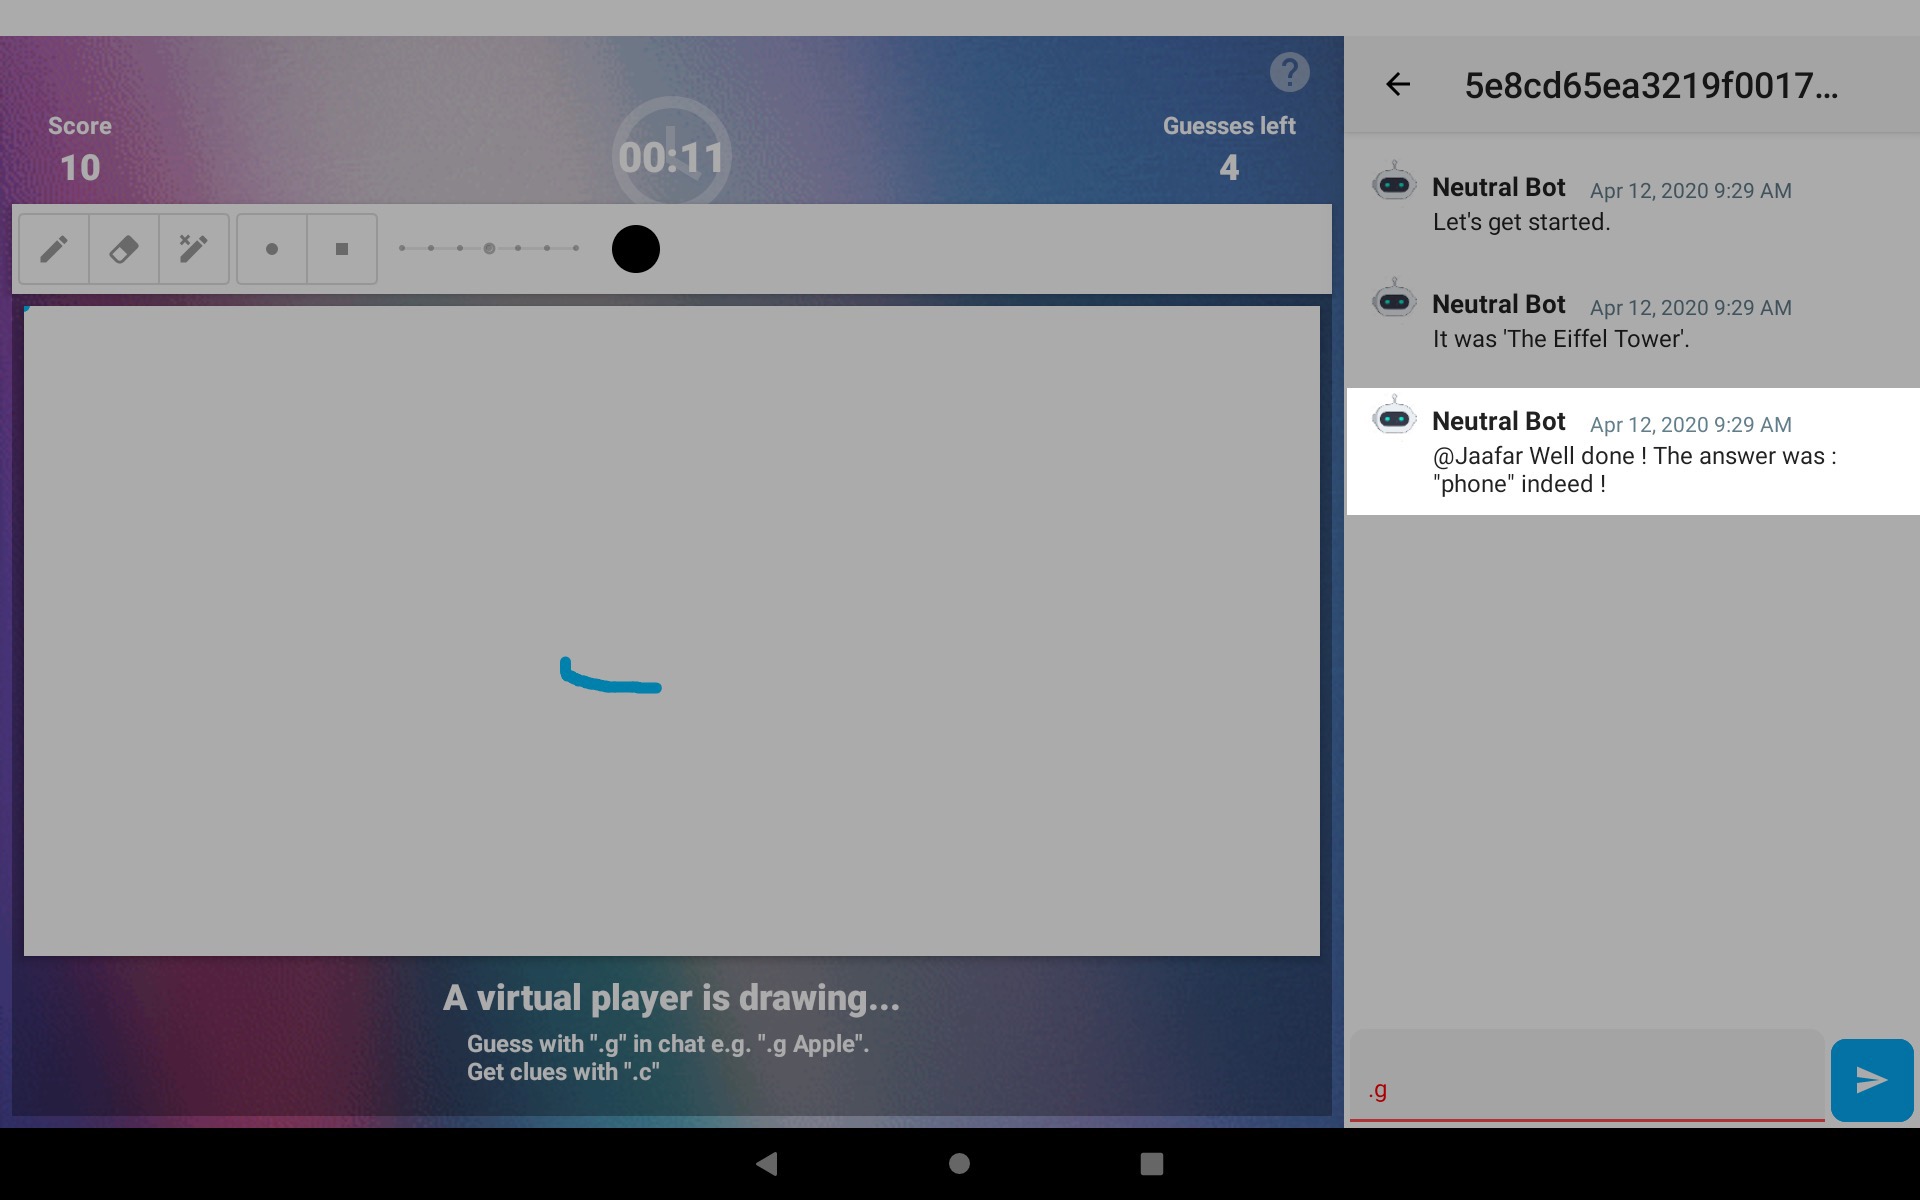 Score
10
00:11
Guesses left
4
?
A virtual player is drawing...
Guess with ".g" in chat e.g. ".g Apple".
Get clues with ".c"
5e8cd65ea3219f0017...
Neutral Bot Apr 12, 2020 9:29 AM
Let's get started.
Neutral Bot Apr 12, 2020 9:29 AM
It was 'The Eiffel Tower'.
Neutral Bot Apr 12, 2020 9:29 AM
@Jaafar Well done ! The answer was :
"phone" indeed !
.g